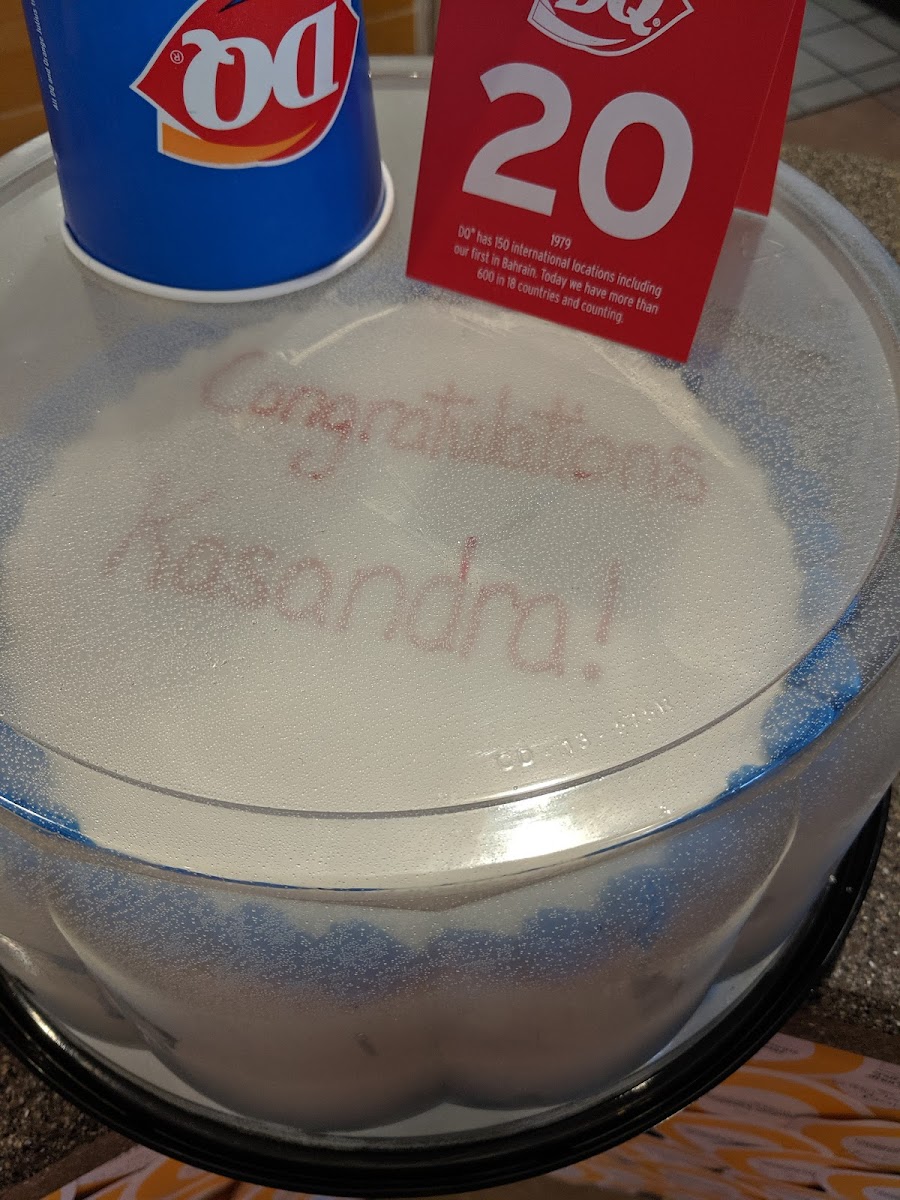 DQ®
DQ®
20
1979
DQ® has 150 international locations including
our first in Bahrain. Today we have more than
600 in 18 countries and counting.
Congratulations
Kasandra!